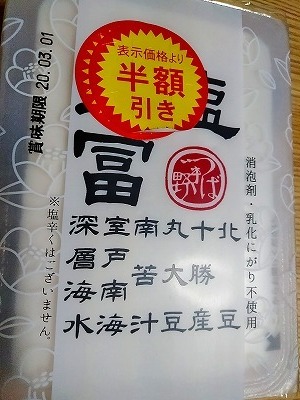 表示価格より
半額
引き
賞味期限 20.03.01
塩
冨
消泡剤・乳化にがり不使用
北豆
十勝産
丸大豆
南苦汁
室戸南海
深層海水
※塩辛くはございません。